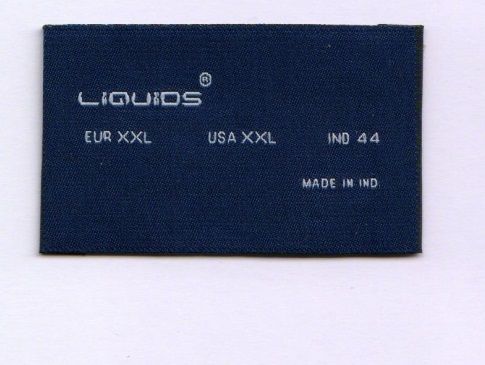 LIQUIDS®
EUR XXL USA XXL IND 44
MADE IN IND